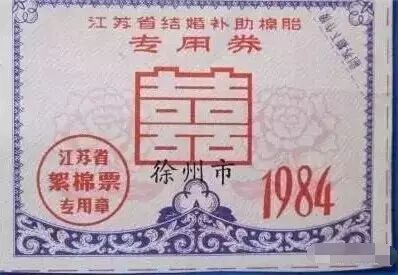 江苏省结婚补助棉胎
专用券
囍
徐州市
江苏省
絮棉票
专用章
1984